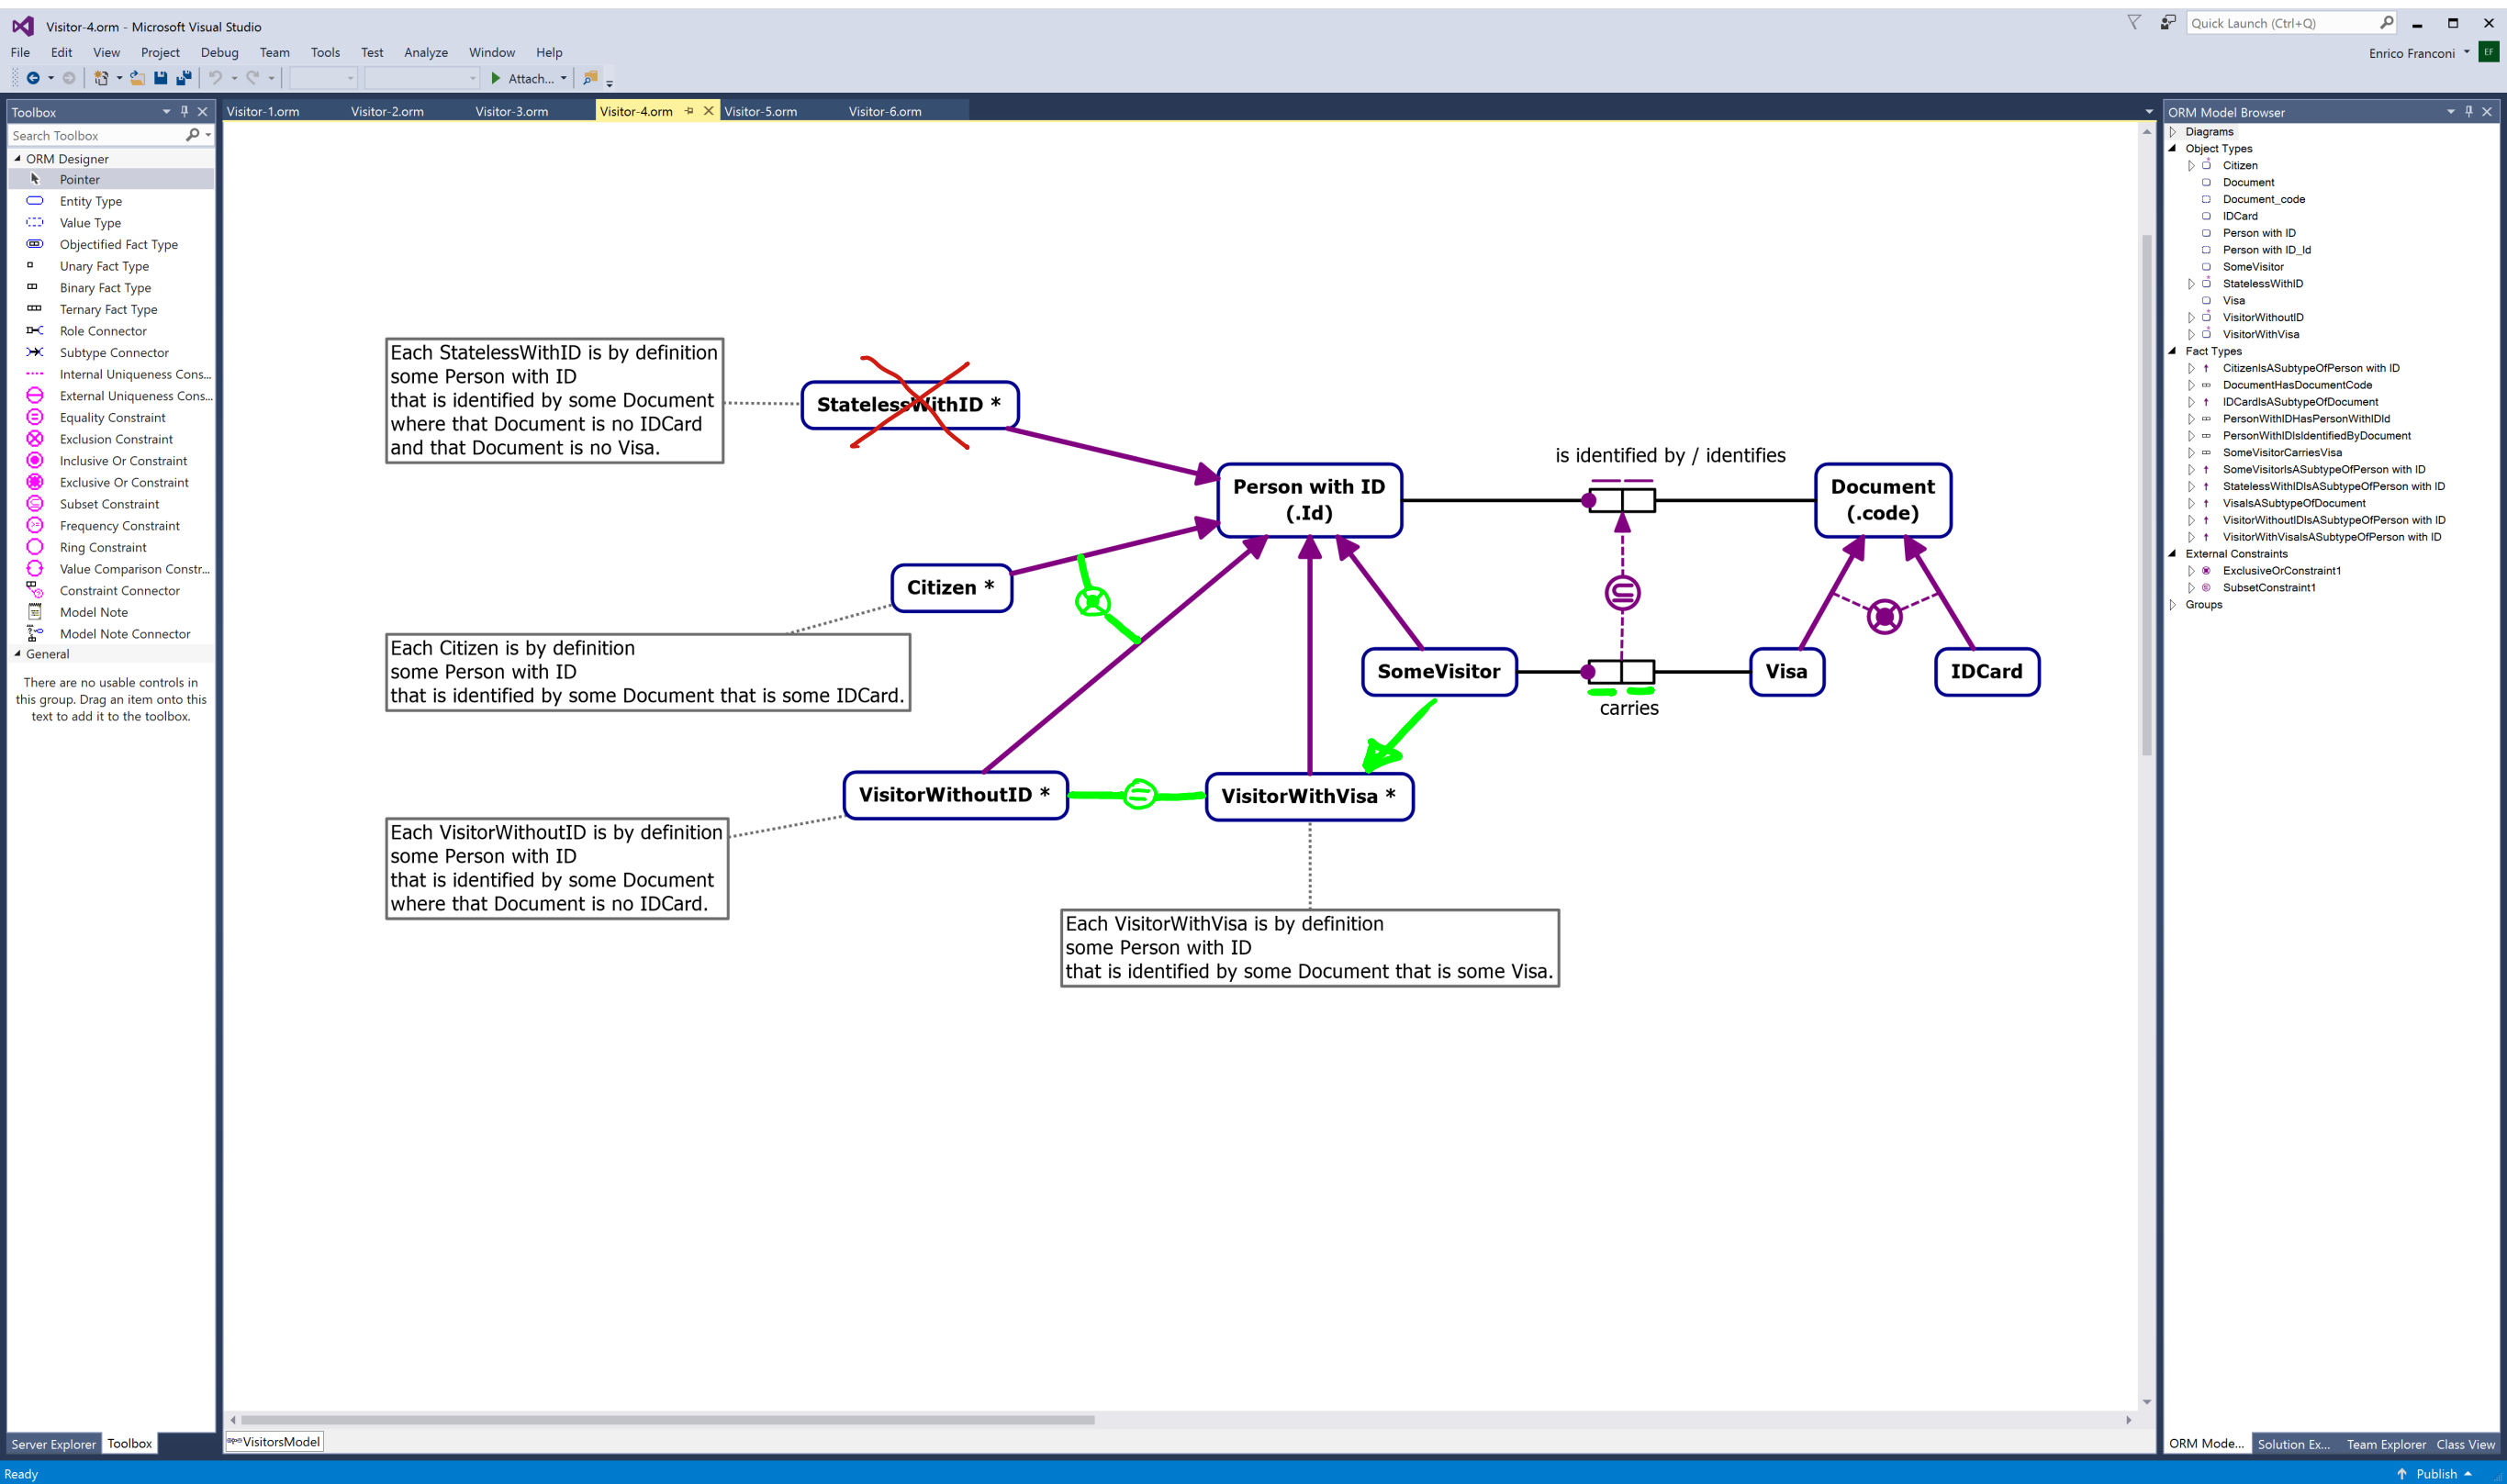 Visitor-4.orm - Microsoft Visual Studio
Quick Launch (Ctrl+Q)
File Edit View Project Debug Team Tools Test Analyze Window Help
Enrico Franconi EF
Attach...
Toolbox
Search Toolbox
ORM Designer
Pointer
Entity Type
Value Type
Objectified Fact Type
Unary Fact Type
Binary Fact Type
Ternary Fact Type
Role Connector
Subtype Connector
Internal Uniqueness Cons...
External Uniqueness Cons...
Equality Constraint
Exclusion Constraint
Inclusive Or Constraint
Exclusive Or Constraint
Subset Constraint
Frequency Constraint
Ring Constraint
Value Comparison Constr...
Constraint Connector
Model Note
Model Note Connector
General
There are no usable controls in
this group. Drag an item onto this
text to add it to the toolbox.
Server Explorer Toolbox
Visitor-1.orm Visitor-2.orm Visitor-3.orm Visitor-4.orm Visitor-5.orm Visitor-6.orm
Each StatelessWithID is by definition
some Person with ID
that is identified by some Document
where that Document is no IDCard
and that Document is no Visa.
StatelessWithID *
is identified by / identifies
Person with ID
(.Id)
Document
(.code)
Citizen *
Each Citizen is by definition
some Person with ID
that is identified by some Document that is some IDCard.
SomeVisitor
Visa
IDCard
carries
VisitorWithoutID *
VisitorWithVisa *
Each VisitorWithoutID is by definition
some Person with ID
that is identified by some Document
where that Document is no IDCard.
Each VisitorWithVisa is by definition
some Person with ID
that is identified by some Document that is some Visa.
VisitorsModel
ORM Model Browser
Diagrams
Object Types
Citizen
Document
Document_code
IDCard
Person with ID
Person with ID_Id
SomeVisitor
StatelessWithID
Visa
VisitorWithoutID
VisitorWithVisa
Fact Types
CitizenIsASubtypeOfPerson with ID
DocumentHasDocumentCode
IDCardIsASubtypeOfDocument
PersonWithIDHasPersonWithIDId
PersonWithIDIsIdentifiedByDocument
SomeVisitorCarriesVisa
SomeVisitorIsASubtypeOfPerson with ID
StatelessWithIDIsASubtypeOfPerson with ID
VisaIsASubtypeOfDocument
VisitorWithoutIDIsASubtypeOfPerson with ID
VisitorWithVisaIsASubtypeOfPerson with ID
External Constraints
ExclusiveOrConstraint1
SubsetConstraint1
Groups
ORM Mode... Solution Ex... Team Explorer Class View
Ready
Publish